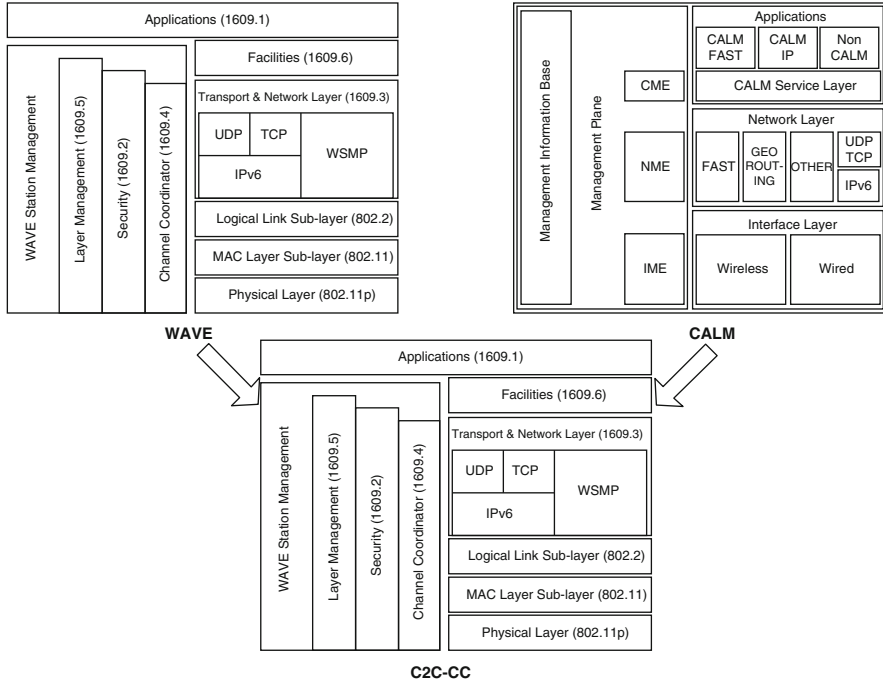 Applications (1609.1)
WAVE Station Management
Layer Management (1609.5)
Security (1609.2)
Channel Coordinator (1609.4)
Facilities (1609.6)
Transport & Network Layer (1609.3)
UDP
TCP
WSMP
IPv6
Logical Link Sub-layer (802.2)
MAC Layer Sub-layer (802.11)
Physical Layer (802.11p)
WAVE
Management Information Base
Management Plane
CME
NME
IME
Applications
CALM
FAST
CALM
IP
Non
CALM
CALM Service Layer
Network Layer
FAST
GEO
ROUT-
ING
OTHER
UDP
TCP
IPv6
Interface Layer
Wireless
Wired
CALM
Applications (1609.1)
WAVE Station Management
Layer Management (1609.5)
Security (1609.2)
Channel Coordinator (1609.4)
Facilities (1609.6)
Transport & Network Layer (1609.3)
UDP
TCP
WSMP
IPv6
Logical Link Sub-layer (802.2)
MAC Layer Sub-layer (802.11)
Physical Layer (802.11p)
C2C-CC